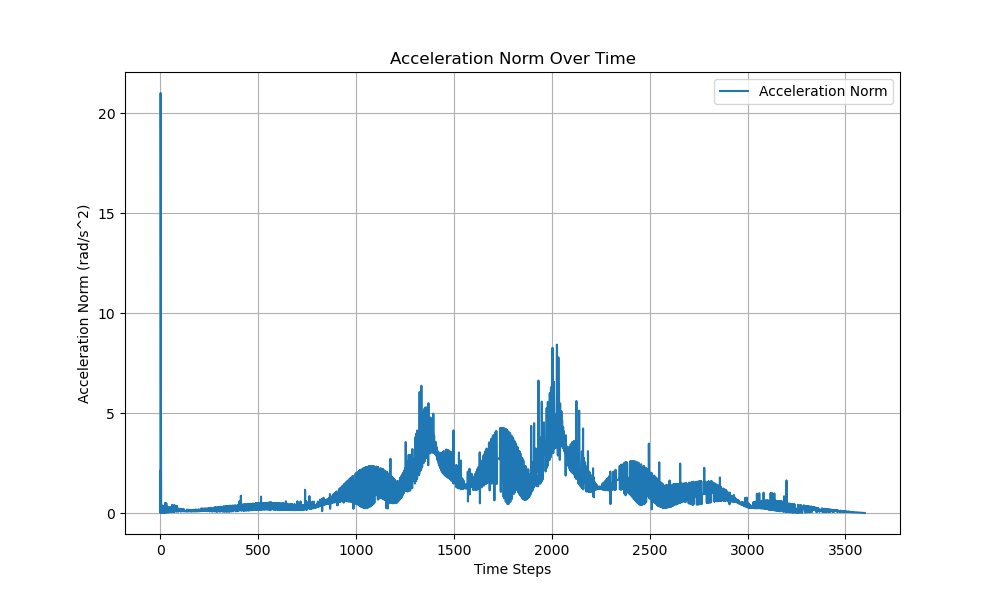 Acceleration Norm Over Time
Acceleration Norm
Acceleration Norm (rad/s^2)
20
15
10
5
0
0 500 1000 1500 2000 2500 3000 3500
Time Steps